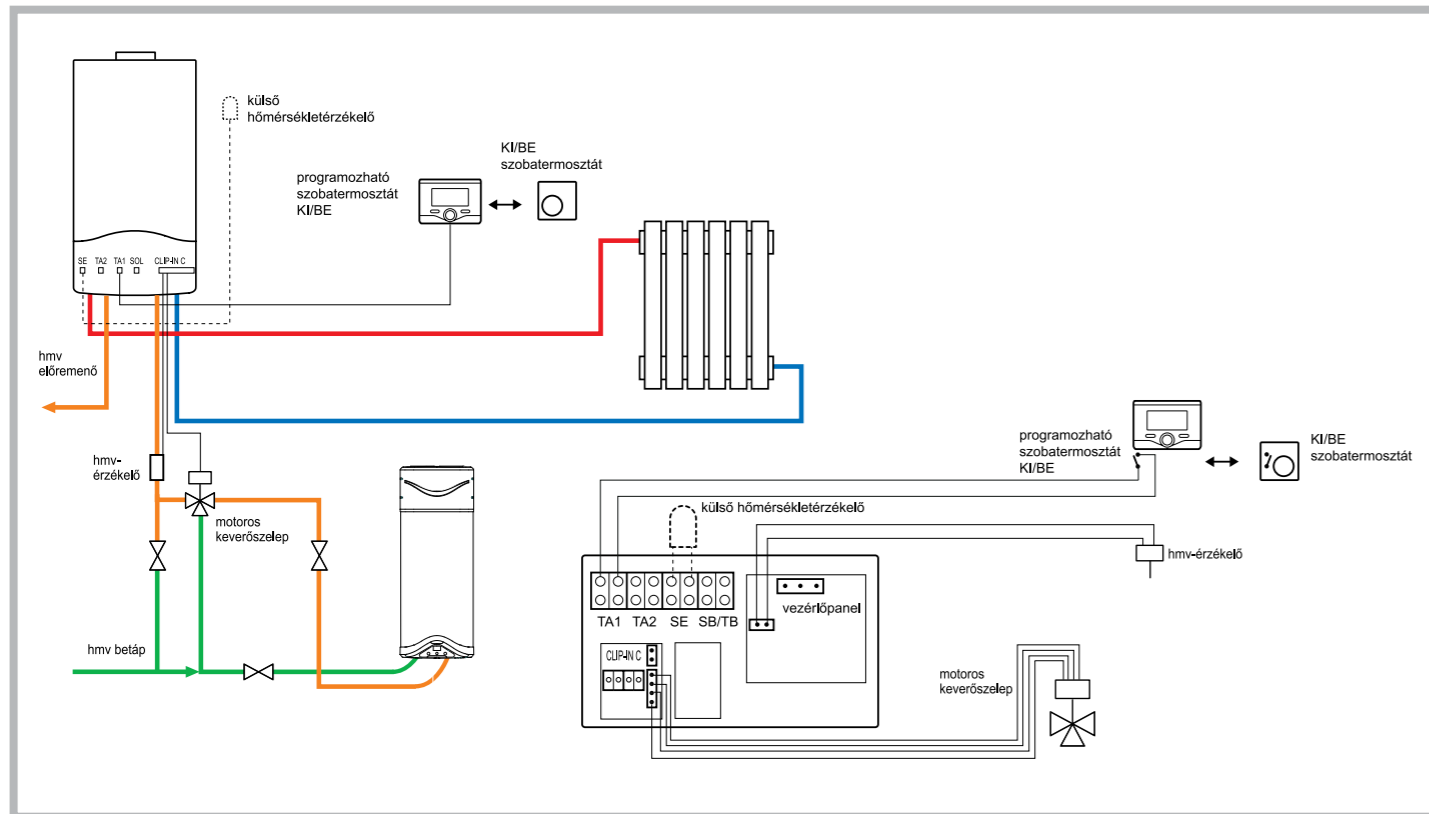 külső
hőmérsékletérzékelő
KI/BE
szobatermosztát
programozható
szobatermosztát
KI/BE
SE TA2 TA1 SOL CLIP-IN C
hmv
előremenő
hmv-
érzékelő
motoros
keverőszelep
hmv betáp
programozható
szobatermosztát
KI/BE
KI/BE
szobatermosztát
külső hőmérsékletérzékelő
hmv-érzékelő
vezérlőpanel
TA1 TA2 SE SB/TB
CLIP-IN C
motoros
keverőszelep